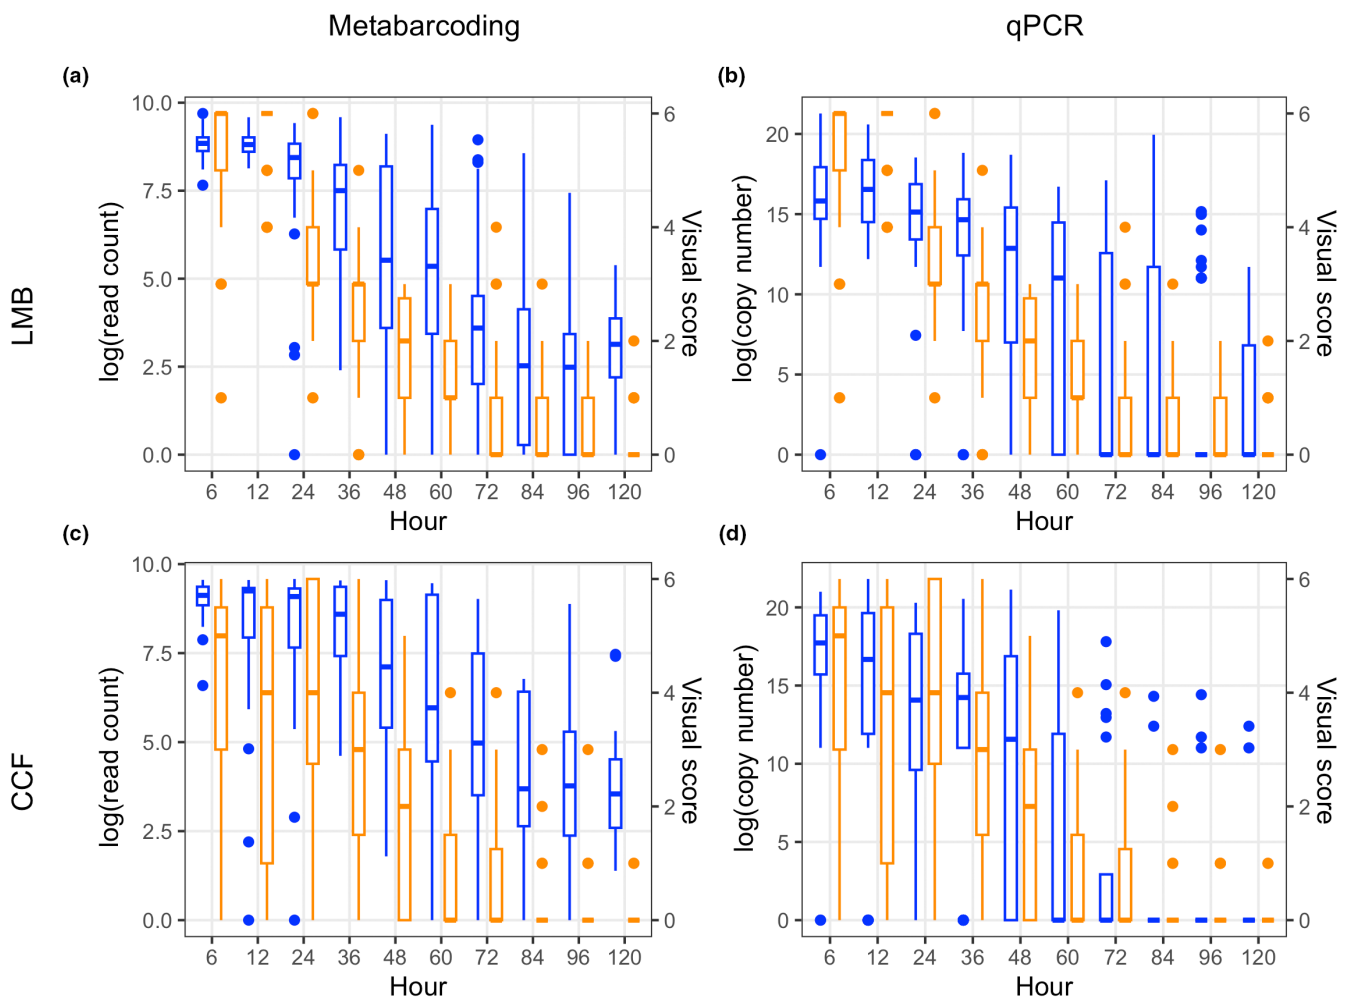 Metabarcoding
qPCR
(a)
(b)
LMB
log(read count)
10.0
7.5
5.0
2.5
0.0
6
4
2
0
Visual score
6 12 24 36 48 60 72 84 96 120
Hour
log(copy number)
20
15
10
5
0
6
4
2
0
Visual score
6 12 24 36 48 60 72 84 96 120
Hour
(c)
(d)
CCF
log(read count)
10.0
7.5
5.0
2.5
0.0
6
4
2
0
Visual score
6 12 24 36 48 60 72 84 96 120
Hour
log(copy number)
20
15
10
5
0
6
4
2
0
Visual score
6 12 24 36 48 60 72 84 96 120
Hour